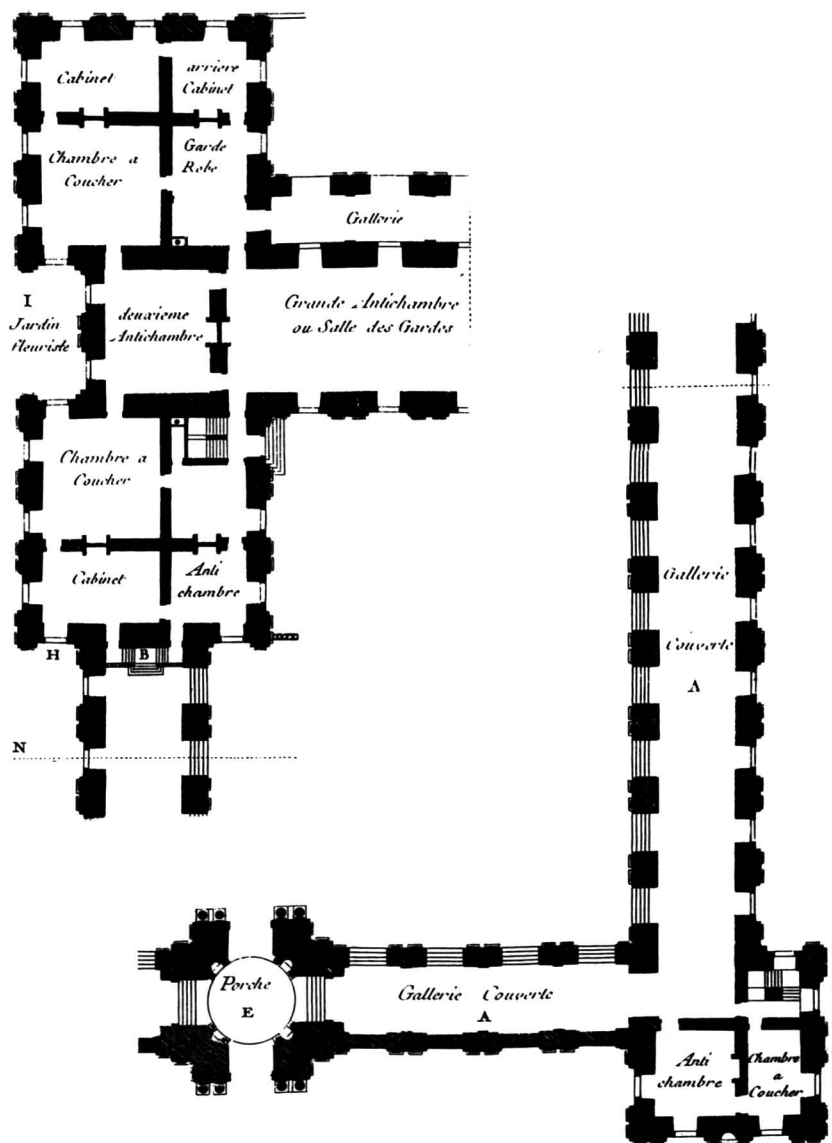 Cabinet
arriere
Cabinet
Chambre a
Coucher
Garde
Robe
Gallerie
I
Jardin
fleuriste
deuxieme
Antichambre
Grande Antichambre
ou Salle des Gardes
Chambre a
Coucher
Cabinet
Anti
chambre
H
B
N
Gallerie
Couverte
A
Porche
E
Gallerie Couverte
A
Anti
chambre
Chambre
a
Coucher